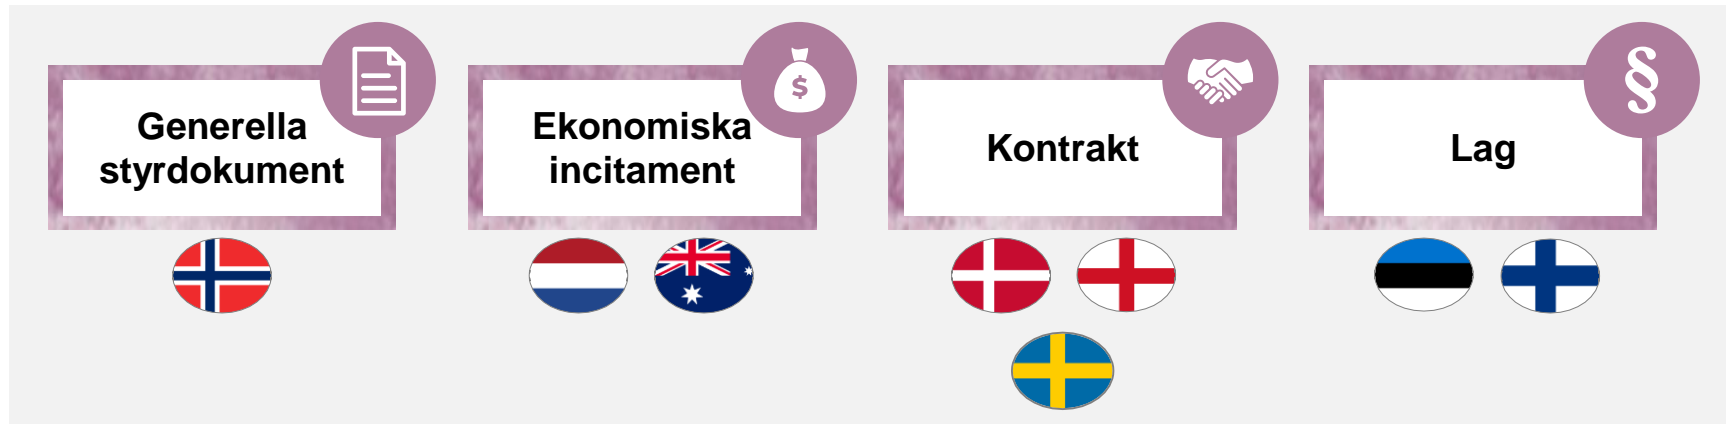 Generella
styrdokument
$
Ekonomiska
incitament
Kontrakt
§
Lag